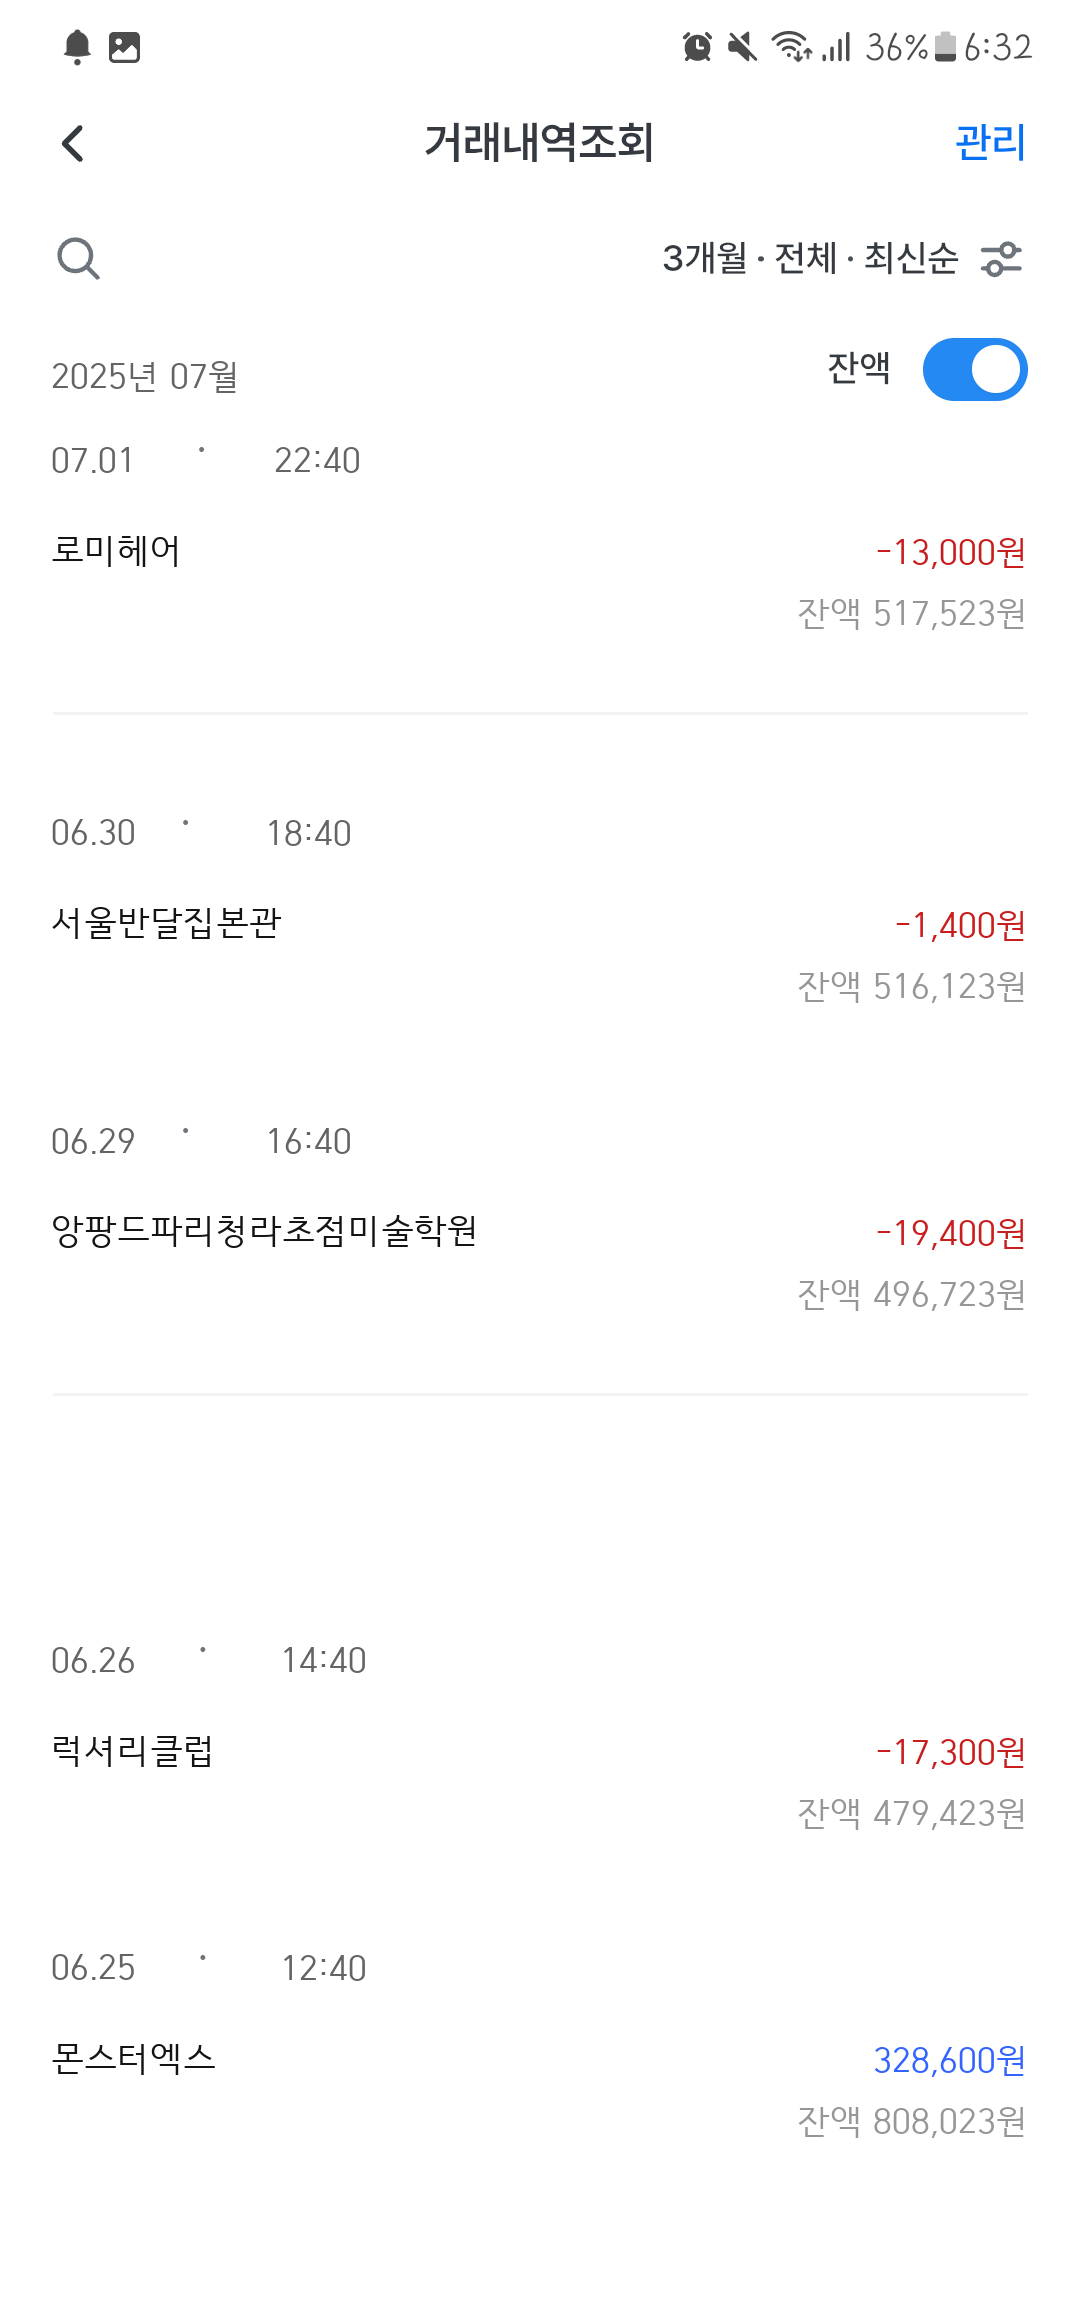 36% 6:32
거래내역조회 관리
3개월 · 전체 · 최신순
2025년 07월 잔액
07.01 · 22:40
로미헤어 -13,000원
잔액 517,523원
06.30 · 18:40
서울반달집본관 -1,400원
잔액 516,123원
06.29 · 16:40
앙팡드파리청라초점미술학원 -19,400원
잔액 496,723원
06.26 · 14:40
럭셔리클럽 -17,300원
잔액 479,423원
06.25 · 12:40
몬스터엑스 328,600원
잔액 808,023원